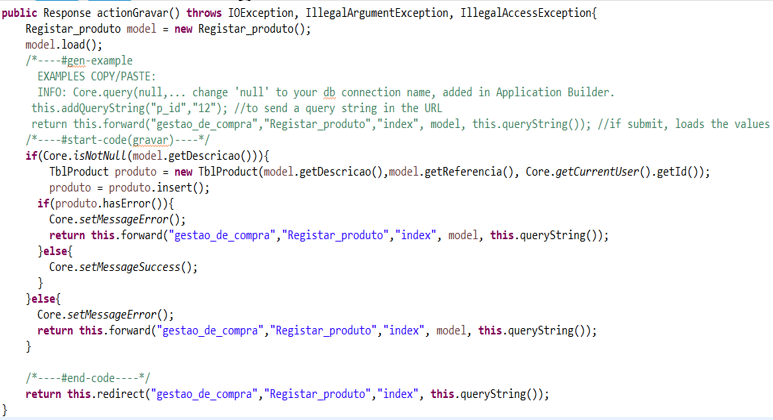 public Response actionGravar() throws IOException, IllegalArgumentException, IllegalAccessException{
Registar_produto model = new Registar_produto();
model.load();
/*----#gen-example
EXAMPLES COPY/PASTE:
INFO: Core.query(null,... change 'null' to your db connection name, added in Application Builder.
this.addQueryString("p_id","12"); //to send a query string in the URL
return this.forward("gestao_de_compra","Registar_produto","index", model, this.queryString()); //if submit, loads the values
/*----#start-code(gravar)----*/
if(Core.isNotNull(model.getDescricao())){
TblProduct produto = new TblProduct(model.getDescricao(),model.getReferencia(), Core.getCurrentUser().getId());
produto = produto.insert();
if(produto.hasError()){
Core.setMessageError();
return this.forward("gestao_de_compra","Registar_produto","index", model, this.queryString());
}else{
Core.setMessageSuccess();
}
}else{
Core.setMessageError();
return this.forward("gestao_de_compra","Registar_produto","index", model, this.queryString());
}
/*----#end-code----*/
return this.redirect("gestao_de_compra","Registar_produto","index", this.queryString());
}